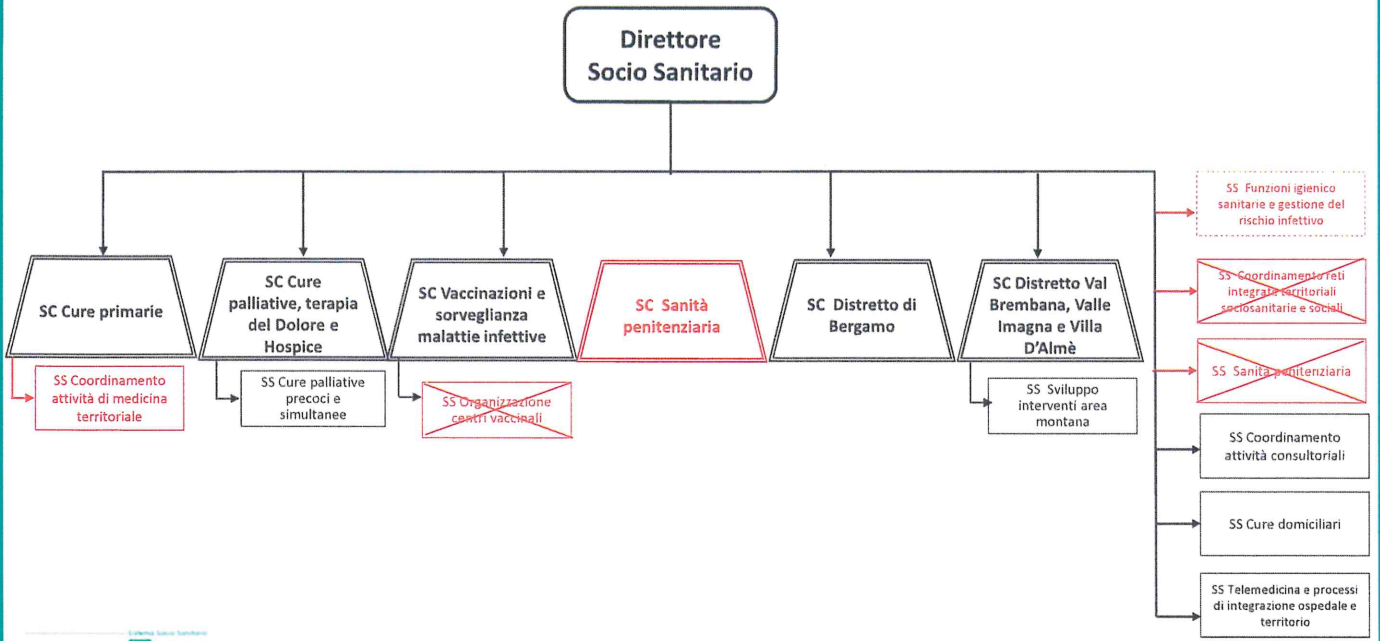 Direttore
Socio Sanitario
SC Cure primarie
SC Cure
palliative, terapia
del Dolore e
Hospice
SC Vaccinazioni e
sorveglianza
malattie infettive
SC Sanità
penitenziaria
SC Distretto di
Bergamo
SC Distretto Val
Brembana, Valle
Imagna e Villa
D'Almè
SS Coordinamento
attività di medicina
territoriale
SS Cure palliative
precoci e
simultanee
SS Organizzazione
centri vaccinali
SS Sviluppo
interventi area
montana
SS Funzioni igienico
sanitarie e gestione del
rischio infettivo
SS Coordinamento reti
integrate territoriali
sociosanitarie e sociali
SS Sanità penitenziaria
SS Coordinamento
attività consultoriali
SS Cure domiciliari
SS Telemedicina e processi
di integrazione ospedale e
territorio
Sistema Socio Sanitario